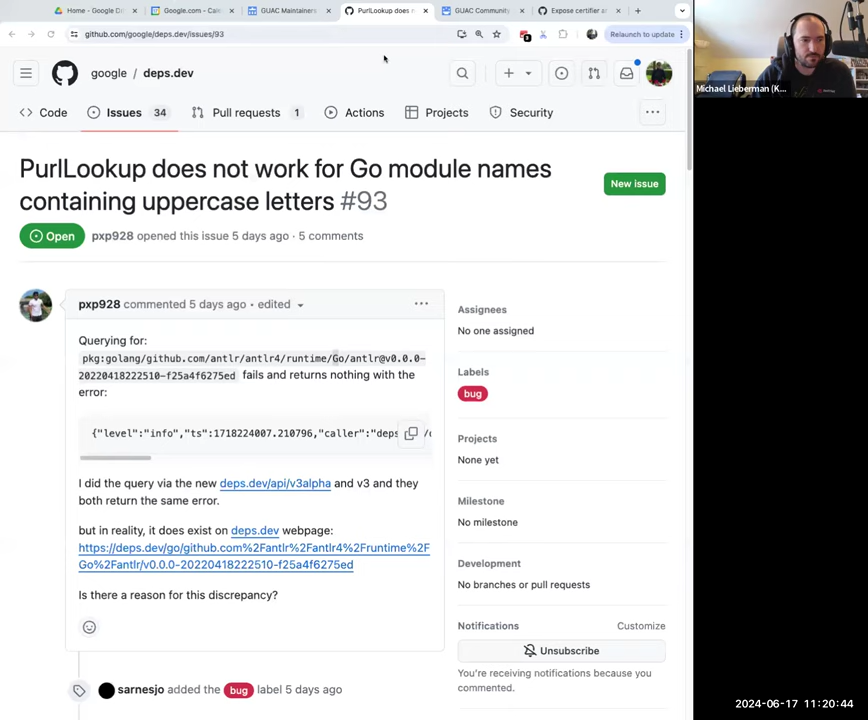 Google Dri
Google.com - Cale
GUAC Maintainers
PurlLookup does n
GUAC Community
Expose certifier an
github.com/google/deps.dev/issues/93
Relaunch to update
google / deps.dev
Code
Issues 34
Pull requests 1
Actions
Projects
Security
PurlLookup does not work for Go module names
containing uppercase letters #93
New issue
Open
pxp928 opened this issue 5 days ago · 5 comments
pxp928 commented 5 days ago • edited
Querying for:
pkg:golang/github.com/antlr/antlr4/runtime/Go/antlr@v0.0.0-
20220418222510-f25a4f6275ed fails and returns nothing with the
error:
{"level":"info","ts":1718224007.210796,"caller":"deps
I did the query via the new deps.dev/api/v3alpha and v3 and they
both return the same error.
but in reality, it does exist on deps.dev webpage:
https://deps.dev/go/github.com%2Fantlr%2Fantlr4%2Fruntime%2F
Go%2Fantlr/v0.0.0-20220418222510-f25a4f6275ed
Is there a reason for this discrepancy?
sarnesjo added the bug label 5 days ago
Assignees
No one assigned
Labels
bug
Projects
None yet
Milestone
No milestone
Development
No branches or pull requests
Notifications
Customize
Unsubscribe
You're receiving notifications because you
commented.
Michael Lieberman (K...
2024-06-17 11:20:44